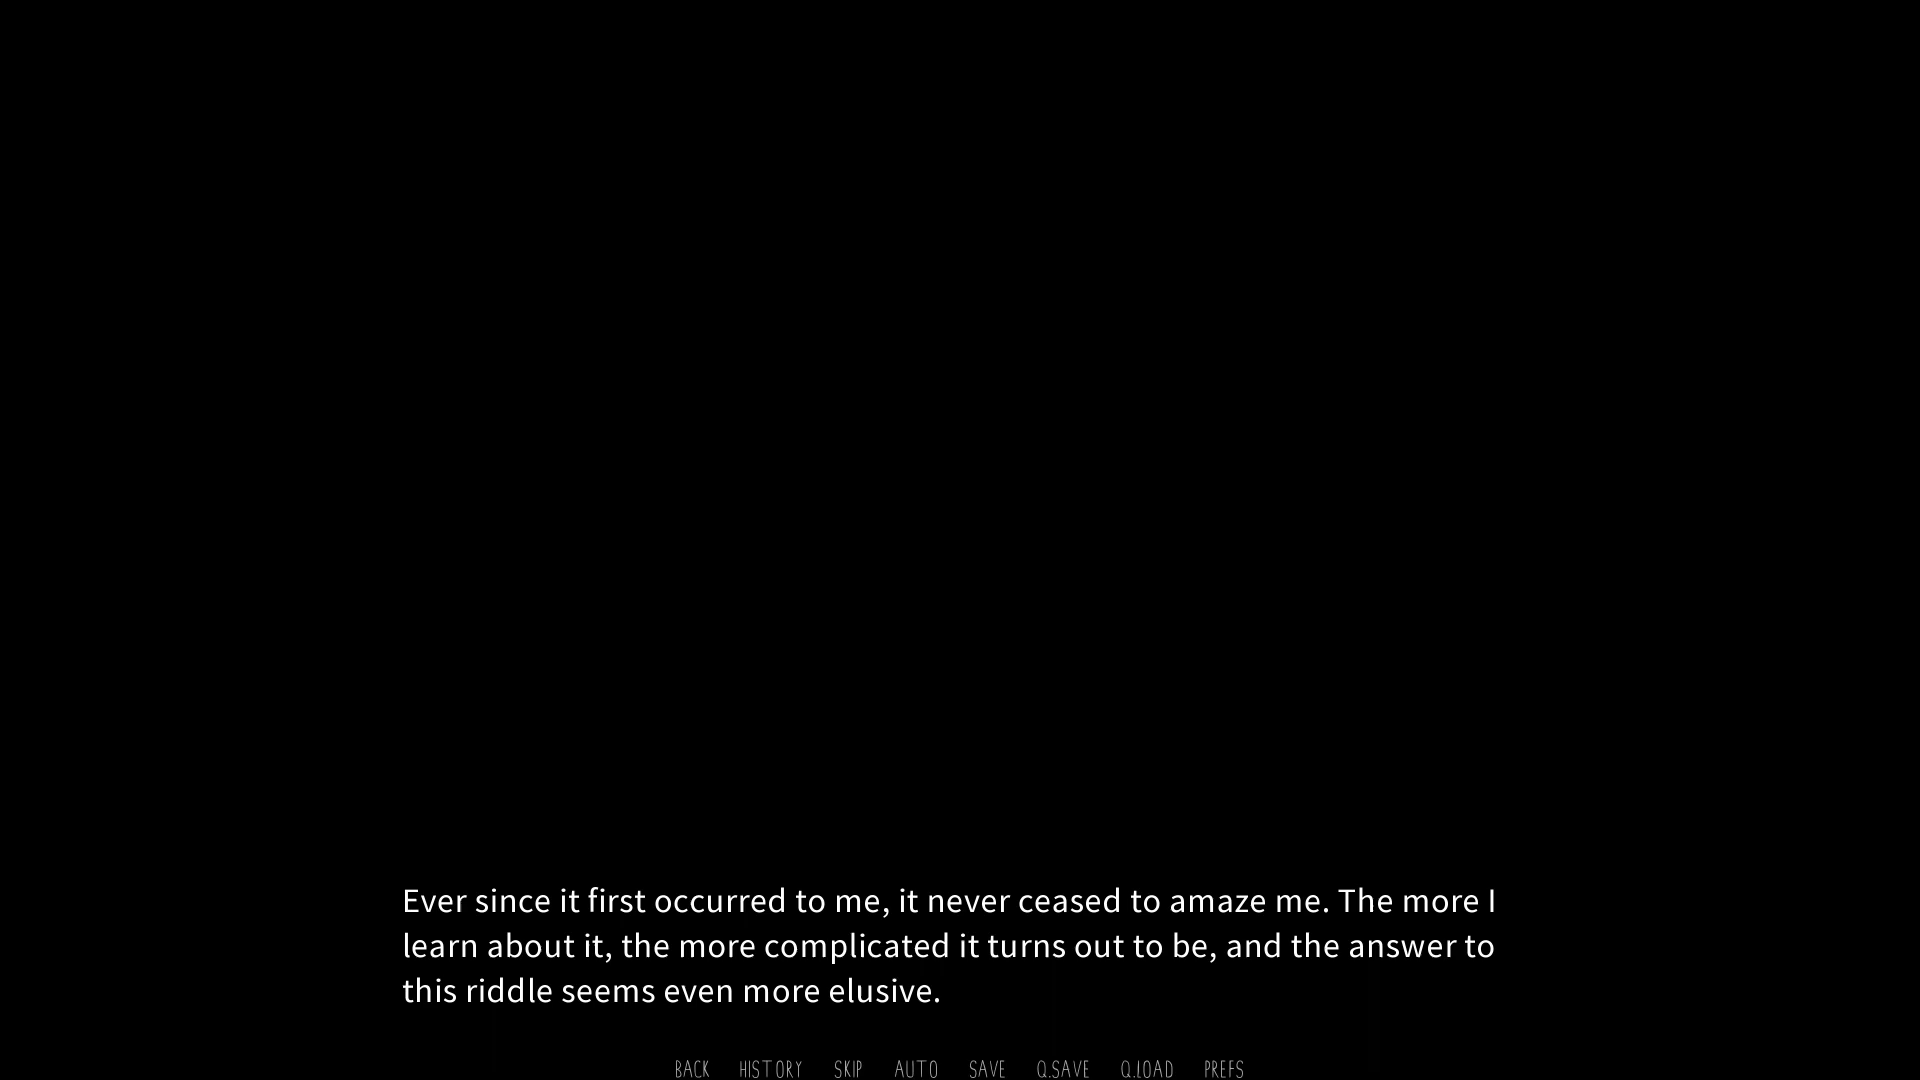 Ever since it first occurred to me, it never ceased to amaze me. The more I
learn about it, the more complicated it turns out to be, and the answer to
this riddle seems even more elusive.
BACK HISTORY SKIP AUTO SAVE Q.SAVE Q.LOAD PREFS